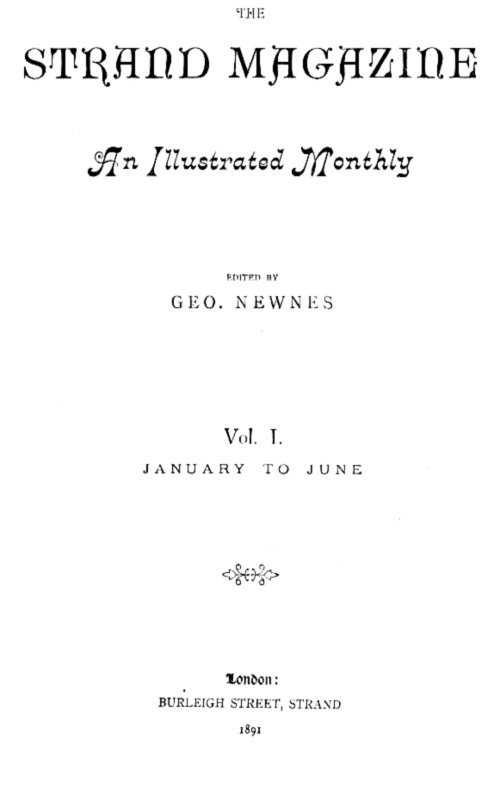 THE
STRAND MAGAZINE
An Illustrated Monthly
EDITED BY
GEO. NEWNES
Vol. I.
JANUARY TO JUNE
London:
BURLEIGH STREET, STRAND
1891